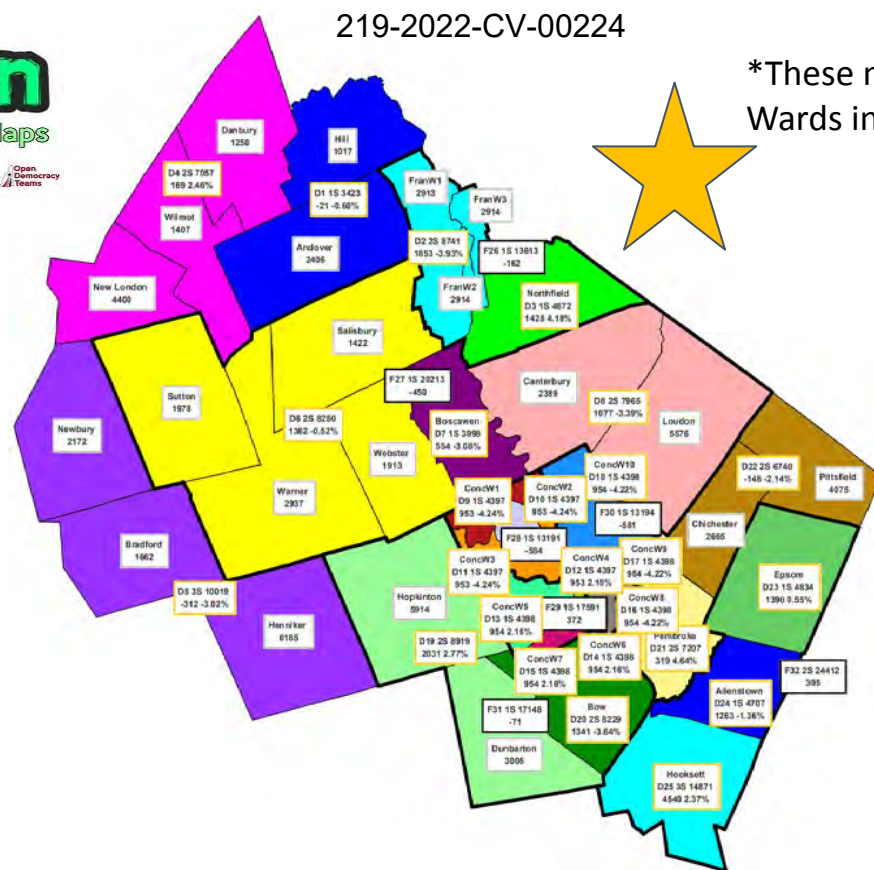 219-2022-CV-00224
*These
Wards in
n
Maps
Open
Democracy
Teams
Danbury
1250
Hill
1017
D4 2S 7057
169 2.46%
D1 1S 3423
-21 -0.60%
FranW1
2913
FranW3
2914
Wilmot
1407
Andover
2406
D2 2S 8741
1853 -3.93%
F26 1S 13613
-162
New London
4400
FranW2
2914
Northfield
D3 1S 4872
1428 4.18%
Salisbury
1422
F27 1S 20213
-450
Canterbury
2389
D8 2S 7965
1077 -3.39%
Sutton
1978
Newbury
2172
D6 2S 8250
1362 -0.52%
Boscawen
D7 1S 3998
554 -3.08%
Loudon
5576
Webster
1913
ConcW10
D18 1S 4398
954 -4.22%
D22 2S 6740
-148 -2.14%
Pittsfield
4075
Warner
2937
ConcW1
D9 1S 4397
953 -4.24%
ConcW2
D10 1S 4397
953 -4.24%
F30 1S 13194
-581
Chichester
2665
Bradford
1662
F28 1S 13191
-584
ConcW3
D11 1S 4397
953 -4.24%
ConcW4
D12 1S 4397
953 2.16%
ConcW9
D17 1S 4398
954 -4.22%
D5 3S 10019
-312 -3.02%
Hopkinton
5914
Epsom
D23 1S 4834
1390 0.55%
Henniker
6185
ConcW5
D13 1S 4398
954 2.16%
F29 1S 17591
372
ConcW8
D16 1S 4398
954 -4.22%
D19 2S 8919
2031 2.77%
Pembroke
D21 2S 7207
319 4.64%
ConcW7
D15 1S 4398
954 2.16%
ConcW6
D14 1S 4398
954 2.16%
F32 2S 24412
305
Allenstown
D24 1S 4707
1263 -1.36%
F31 1S 17148
-71
Bow
D20 2S 8229
1341 -3.64%
Dunbarton
3005
Hooksett
D25 3S 14871
4540 2.37%